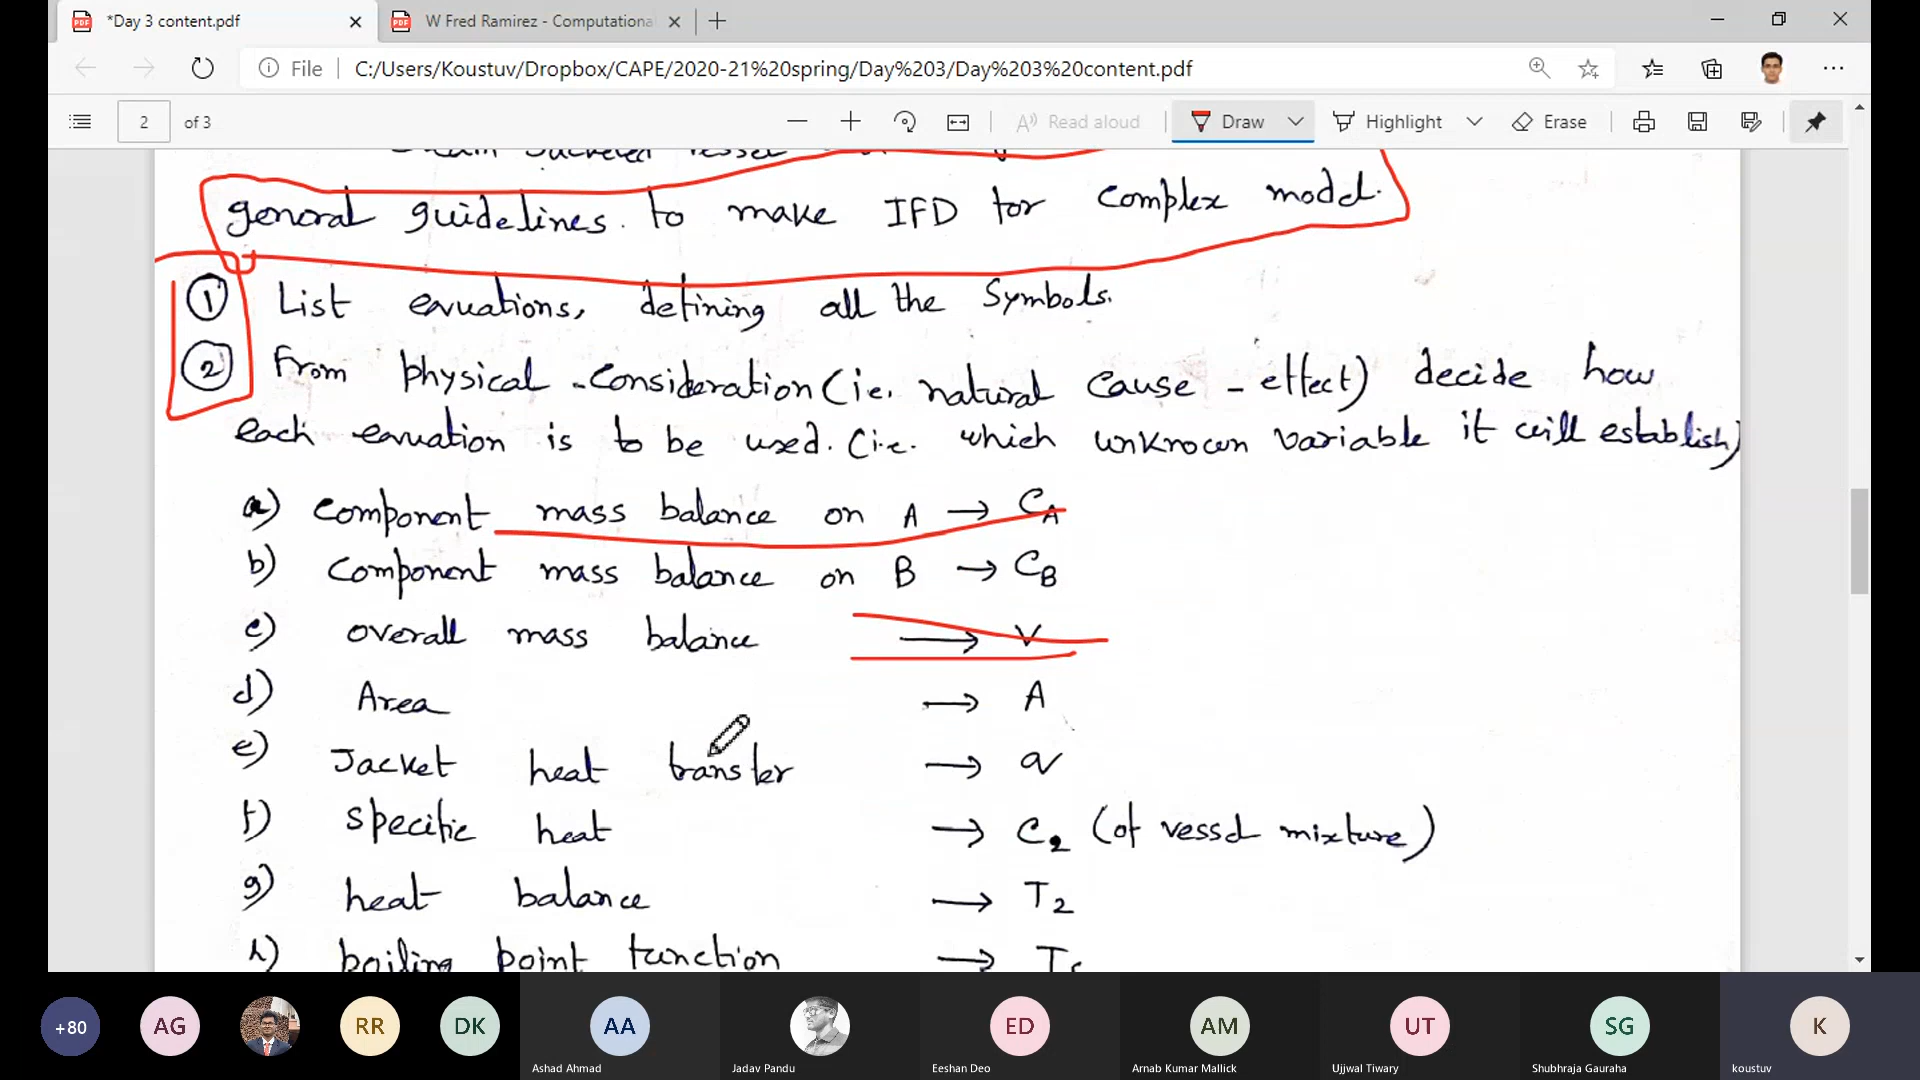 *Day 3 content.pdf
W Fred Ramirez - Computationa
File
C:/Users/Koustuv/Dropbox/CAPE/2020-21%20spring/Day%203/Day%203%20content.pdf
2 of 3
Read aloud
Draw
Highlight
Erase
general guidelines. to make IFD for complex model.
① List equations, defining all the symbols.
② From physical - consideration (i.e. natural cause - effect) decide how
each equation is to be used. (i.e. which unknown variable it will establish)
a) component mass balance on A → CA
b) component mass balance on B → CB
c) overall mass balance → V
d) Area → A
e) Jacket heat transfer → q
f) specific heat → C2 (of vessel mixture)
g) heat balance → T2
h) boiling point function →
+80
AG
RR
DK
AA
Ashad Ahmad
Jadav Pandu
ED
Eeshan Deo
AM
Arnab Kumar Mallick
UT
Ujjwal Tiwary
SG
Shubhraja Gauraha
K
koustuv